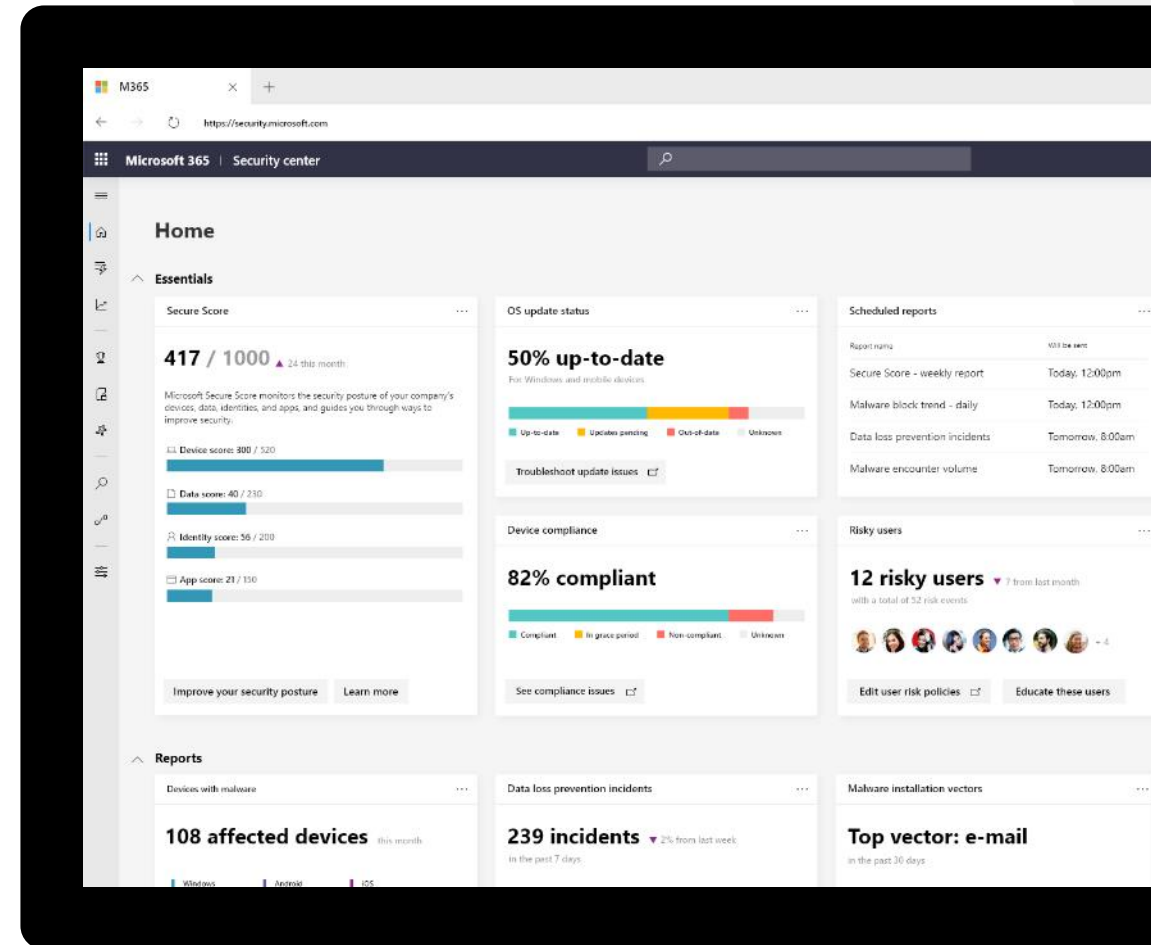 M365
https://security.microsoft.com
Microsoft 365 | Security center
Home
Essentials
Secure Score
417 / 1000 ▲ 24 this month
Microsoft Secure Score monitors the security posture of your company's
devices, data, identities, and apps, and guides you through ways to
improve security.
Device score: 300 / 520
Data score: 40 / 230
Identity score: 56 / 200
App score: 21 / 150
Improve your security posture
Learn more
OS update status
50% up-to-date
For Windows and mobile devices
Up-to-date Updates pending Out-of-date Unknown
Troubleshoot update issues
Scheduled reports
Report name Will be sent
Secure Score - weekly report Today, 12:00pm
Malware block trend - daily Today, 12:00pm
Data loss prevention incidents Tomorrow, 8:00am
Malware encounter volume Tomorrow, 8:00am
Device compliance
82% compliant
Compliant In grace period Non-compliant Unknown
See compliance issues
Risky users
12 risky users ▼ 7 from last month
with a total of 52 risk events
+ 4
Edit user risk policies
Educate these users
Reports
Devices with malware
108 affected devices this month
Windows Android iOS
Data loss prevention incidents
239 incidents ▼ 2% from last week
in the past 7 days
Malware installation vectors
Top vector: e-mail
in the past 30 days